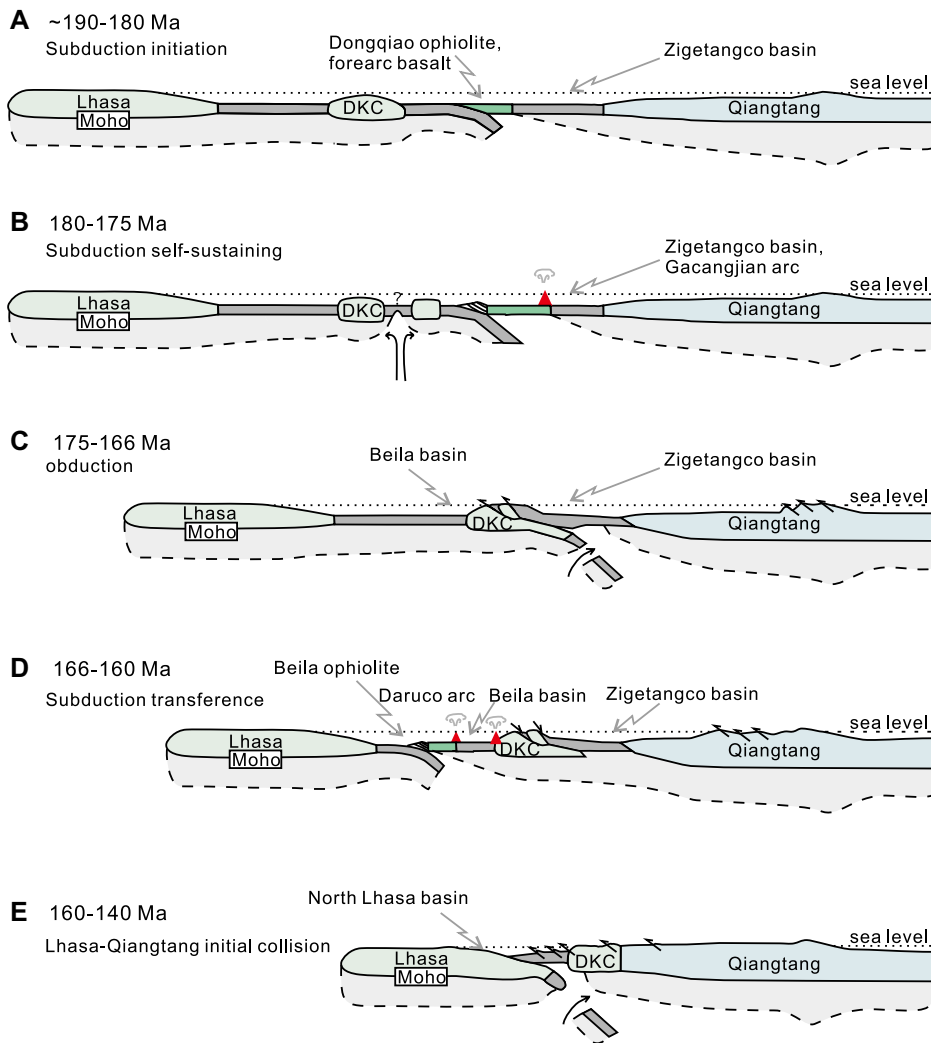 A ~190-180 Ma
Subduction initiation
Dongqiao ophiolite,
forearc basalt
Zigetangco basin
sea level
Lhasa
Moho
DKC
Qiangtang
B 180-175 Ma
Subduction self-sustaining
Zigetangco basin,
Gacangjian arc
sea level
?
Lhasa
Moho
DKC
Qiangtang
C 175-166 Ma
obduction
Beila basin
Zigetangco basin
sea level
Lhasa
Moho
DKC
Qiangtang
D 166-160 Ma
Subduction transference
Beila ophiolite
Daruco arc
Beila basin
Zigetangco basin
sea level
Lhasa
Moho
DKC
Qiangtang
E 160-140 Ma
Lhasa-Qiangtang initial collision
North Lhasa basin
sea level
Lhasa
Moho
DKC
Qiangtang